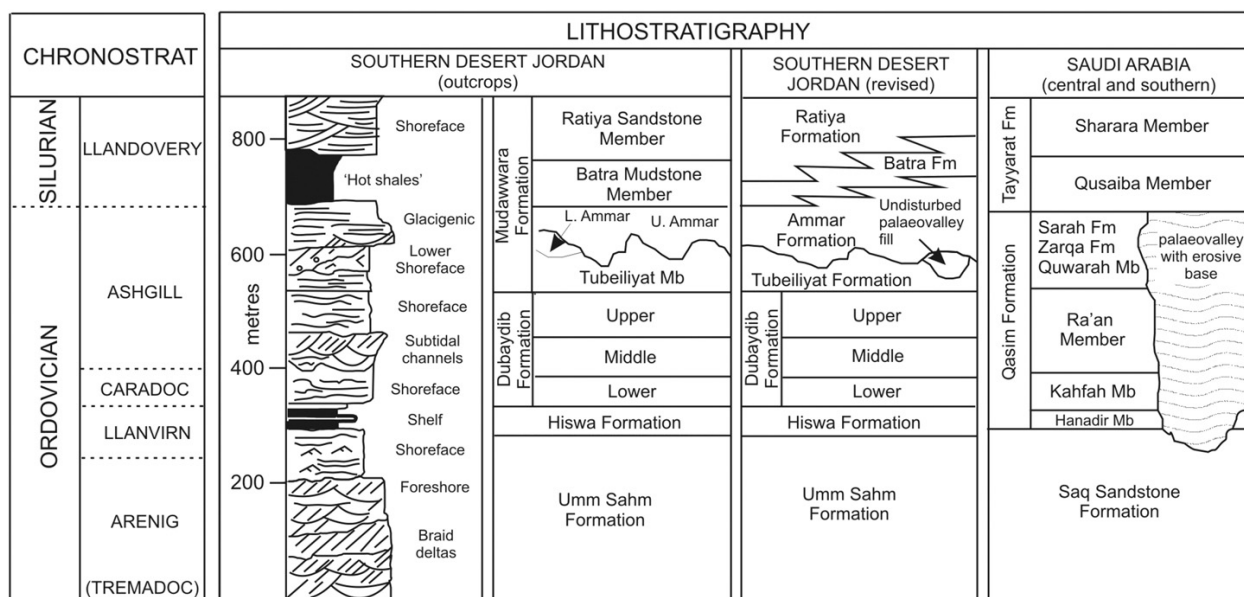 CHRONOSTRAT
SILURIAN
ORDOVICIAN
LLANDOVERY
ASHGILL
CARADOC
LLANVIRN
ARENIG
(TREMADOC)
LITHOSTRATIGRAPHY
SOUTHERN DESERT JORDAN
(outcrops)
metres
800
600
400
200
Shoreface
'Hot shales'
Glacigenic
Lower
Shoreface
Shoreface
Subtidal
channels
Shoreface
Shelf
Shoreface
Foreshore
Braid
deltas
Mudawwara
Formation
Ratiya Sandstone
Member
Batra Mudstone
Member
L. Ammar
U. Ammar
Tubeiliyat Mb
Dubaydib
Formation
Upper
Middle
Lower
Hiswa Formation
Umm Sahm
Formation
SOUTHERN DESERT
JORDAN (revised)
Ratiya
Formation
Batra Fm
Undisturbed
palaeovalley
fill
Ammar
Formation
Tubeiliyat Formation
Dubaydib
Formation
Upper
Middle
Lower
Hiswa Formation
Umm Sahm
Formation
SAUDI ARABIA
(central and southern)
Tayyarat Fm
Sharara Member
Qusaiba Member
Qasim Formation
Sarah Fm
Zarqa Fm
Quwarah Mb
palaeovalley
with erosive
base
Ra'an
Member
Kahfah Mb
Hanadir Mb
Saq Sandstone
Formation